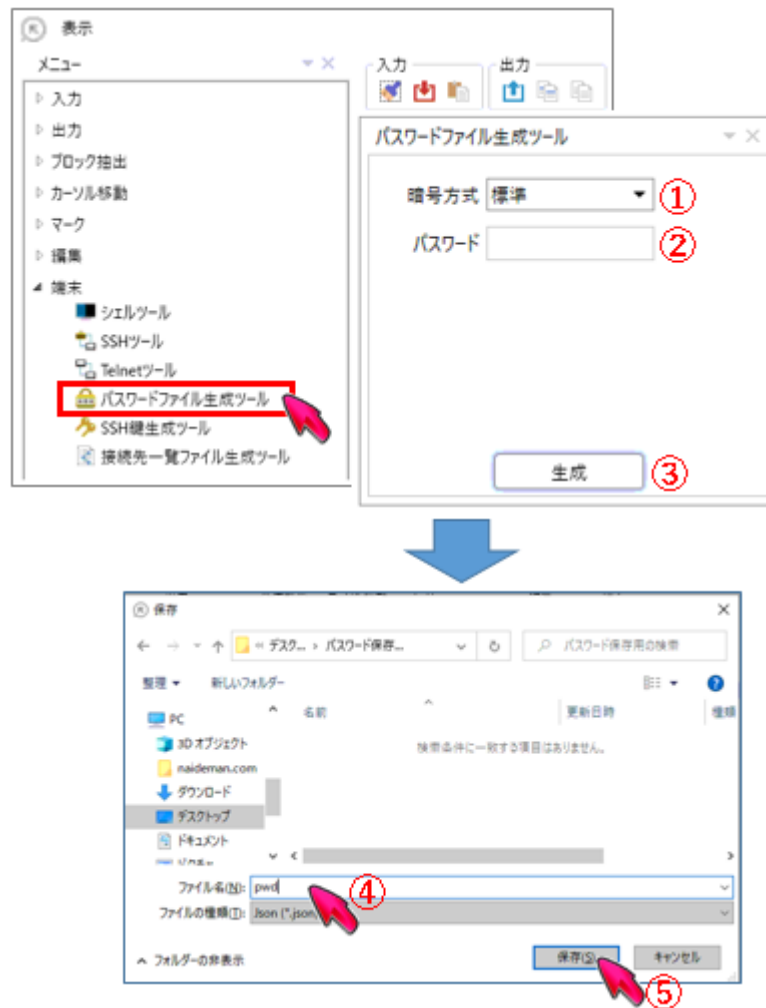 表示
メニュー
入力
出力
入力
出力
ブロック抽出
カーソル移動
マーク
編集
端末
シェルツール
SSHツール
Telnetツール
パスワードファイル生成ツール
SSH鍵生成ツール
接続先一覧ファイル生成ツール
パスワードファイル生成ツール
暗号方式 標準 ①
パスワード ②
生成 ③
保存
« デスク... › パスワード保存...
パスワード保存用の検索
整理 新しいフォルダー
名前 更新日時 種類
PC
検索条件に一致する項目はありません。
3D オブジェクト
naideman.com
ダウンロード
デスクトップ
ドキュメント
ファイル名(N): pwd ④
ファイルの種類(T): Json (*.json,
フォルダーの非表示 保存(S) キャンセル
⑤